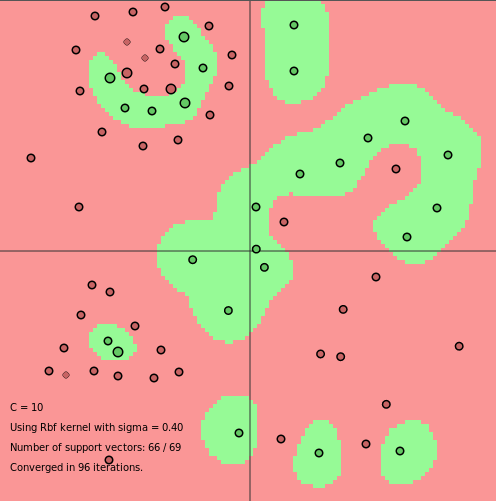 C = 10
Using Rbf kernel with sigma = 0.40
Number of support vectors: 66 / 69
Converged in 96 iterations.